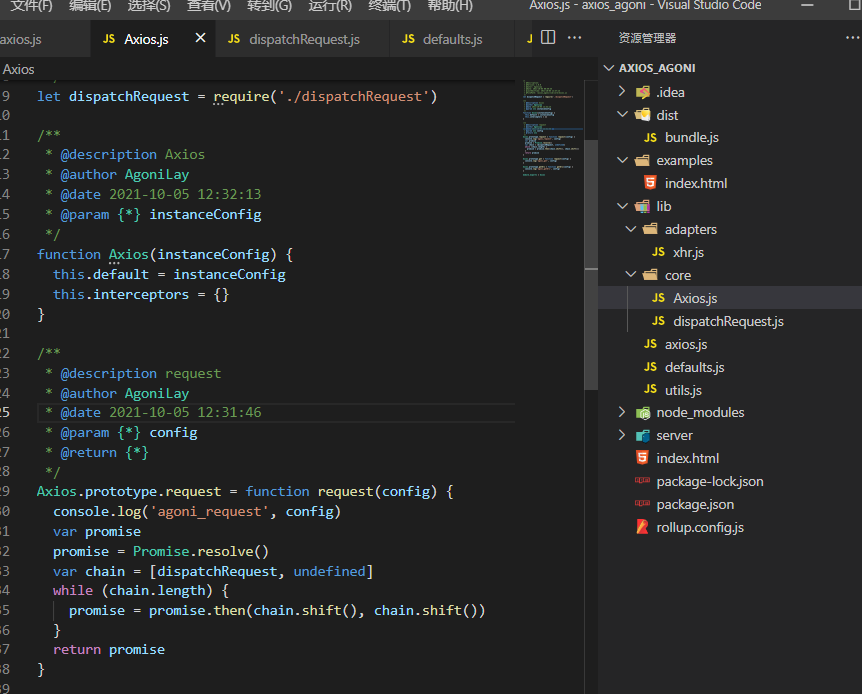 文件(F) 编辑(E) 选择(S) 查看(V) 转到(G) 运行(R) 终端(T) 帮助(H) Axios.js - axios_agoni - Visual Studio Code
axios.js JS Axios.js JS dispatchRequest.js JS defaults.js
Axios
9 let dispatchRequest = require('./dispatchRequest')
10
11 /**
12 * @description Axios
13 * @author AgoniLay
14 * @date 2021-10-05 12:32:13
15 * @param {*} instanceConfig
16 */
17 function Axios(instanceConfig) {
18 this.default = instanceConfig
19 this.interceptors = {}
20 }
21
22 /**
23 * @description request
24 * @author AgoniLay
25 * @date 2021-10-05 12:31:46
26 * @param {*} config
27 * @return {*}
28 */
29 Axios.prototype.request = function request(config) {
30 console.log('agoni_request', config)
31 var promise
32 promise = Promise.resolve()
33 var chain = [dispatchRequest, undefined]
34 while (chain.length) {
35 promise = promise.then(chain.shift(), chain.shift())
36 }
37 return promise
38 }
39
资源管理器
AXIOS_AGONI
.idea
dist
JS bundle.js
examples
index.html
lib
adapters
JS xhr.js
core
JS Axios.js
JS dispatchRequest.js
JS axios.js
JS defaults.js
JS utils.js
node_modules
server
index.html
package-lock.json
package.json
rollup.config.js